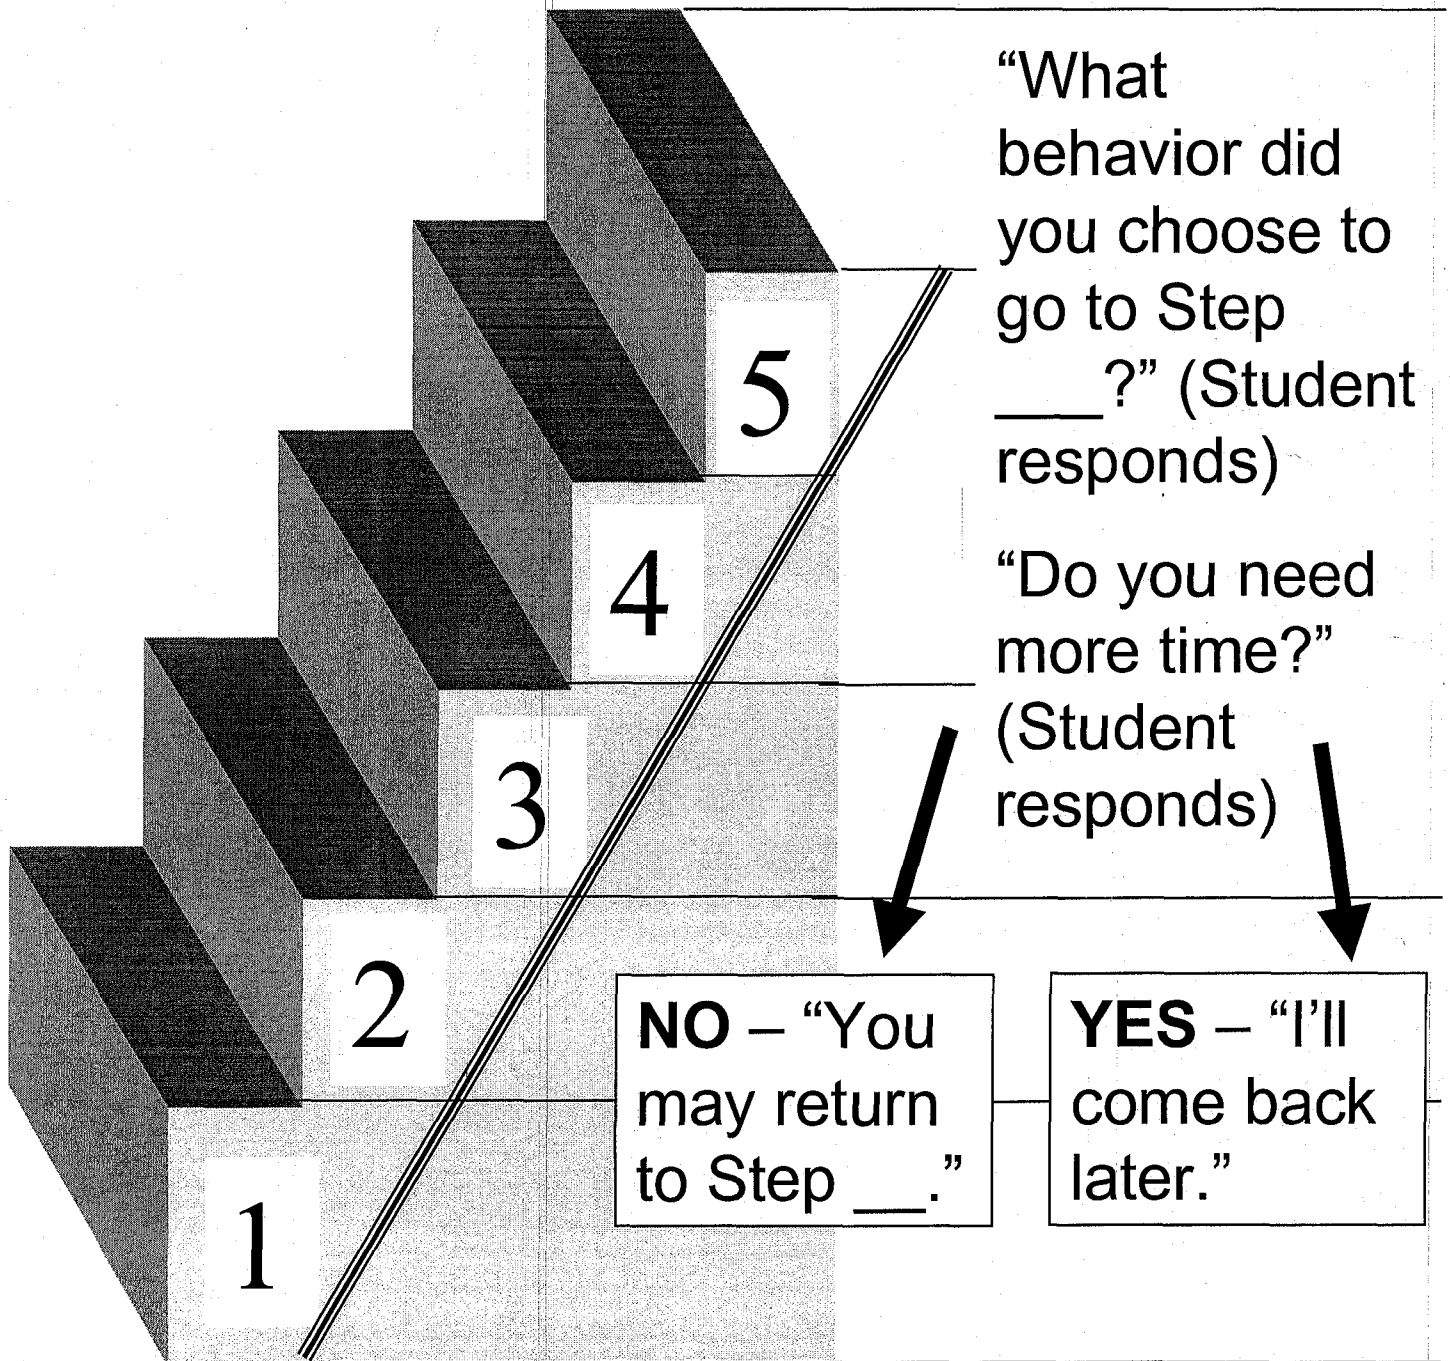 “What
behavior did
you choose to
go to Step
___?” (Student
responds)
“Do you need
more time?”
(Student
responds)
5
4
3
2
1
NO – “You
may return
to Step __.”
YES – “I’ll
come back
later.”